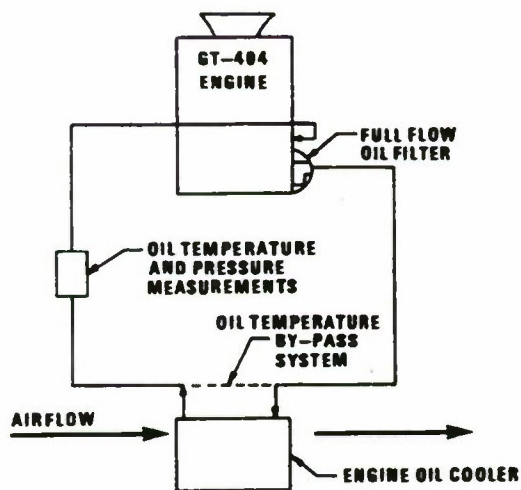 GT-404
ENGINE
FULL FLOW
OIL FILTER
OIL TEMPERATURE
AND PRESSURE
MEASUREMENTS
OIL TEMPERATURE
BY-PASS
SYSTEM
AIRFLOW
ENGINE OIL COOLER